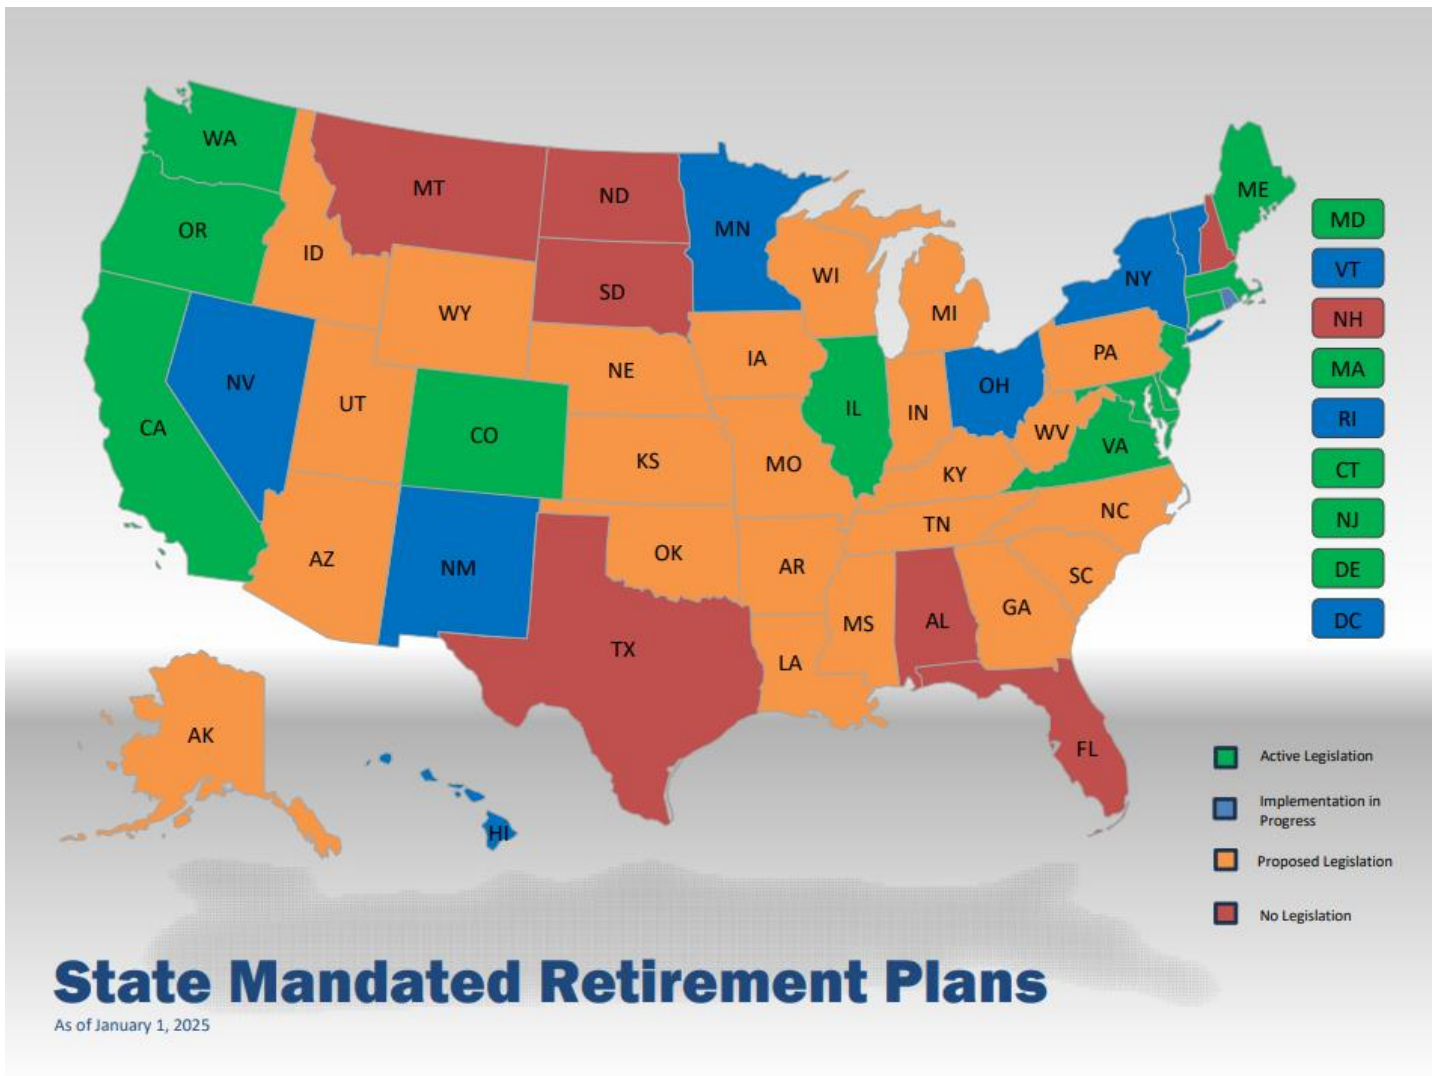 WA
OR
CA
NV
ID
MT
WY
UT
AZ
CO
NM
ND
SD
NE
KS
OK
TX
MN
IA
MO
AR
LA
WI
IL
MS
MI
IN
KY
TN
AL
OH
WV
GA
FL
PA
VA
NC
SC
NY
ME
AK
HI
MD
VT
NH
MA
RI
CT
NJ
DE
DC
Active Legislation
Implementation in
Progress
Proposed Legislation
No Legislation
State Mandated Retirement Plans
As of January 1, 2025